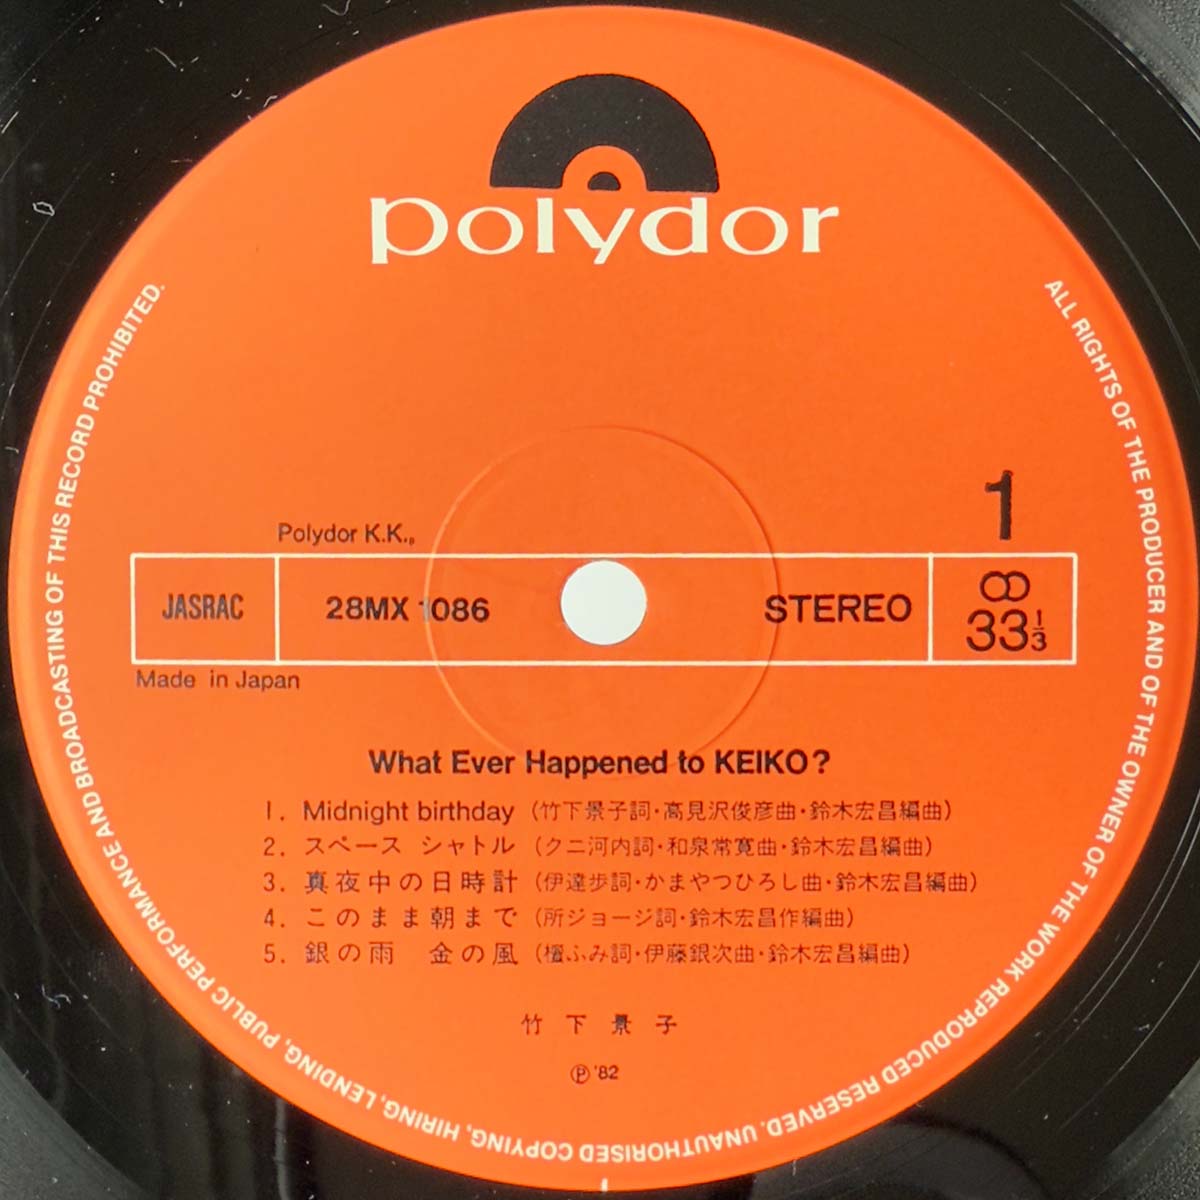 polydor
1
Polydor K.K.
JASRAC
28MX 1086
STEREO
33 1/3
Made in Japan
What Ever Happened to KEIKO?
1. Midnight birthday (竹下景子詞・高見沢俊彦曲・鈴木宏昌編曲)
2. スペース シャトル (クニ河内詞・和泉常寛曲・鈴木宏昌編曲)
3. 真夜中の日時計 (伊達歩詞・かまやつひろし曲・鈴木宏昌編曲)
4. このまま朝まで (所ジョージ詞・鈴木宏昌作編曲)
5. 銀の雨 金の風 (檀ふみ詞・伊藤銀次曲・鈴木宏昌編曲)
竹下景子
Ⓟ '82
ALL RIGHTS OF THE PRODUCER AND OF THE OWNER OF THE WORK REPRODUCED RESERVED. UNAUTHORISED COPYING, HIRING, LENDING, PUBLIC PERFORMANCE AND BROADCASTING OF THIS RECORD PROHIBITED.